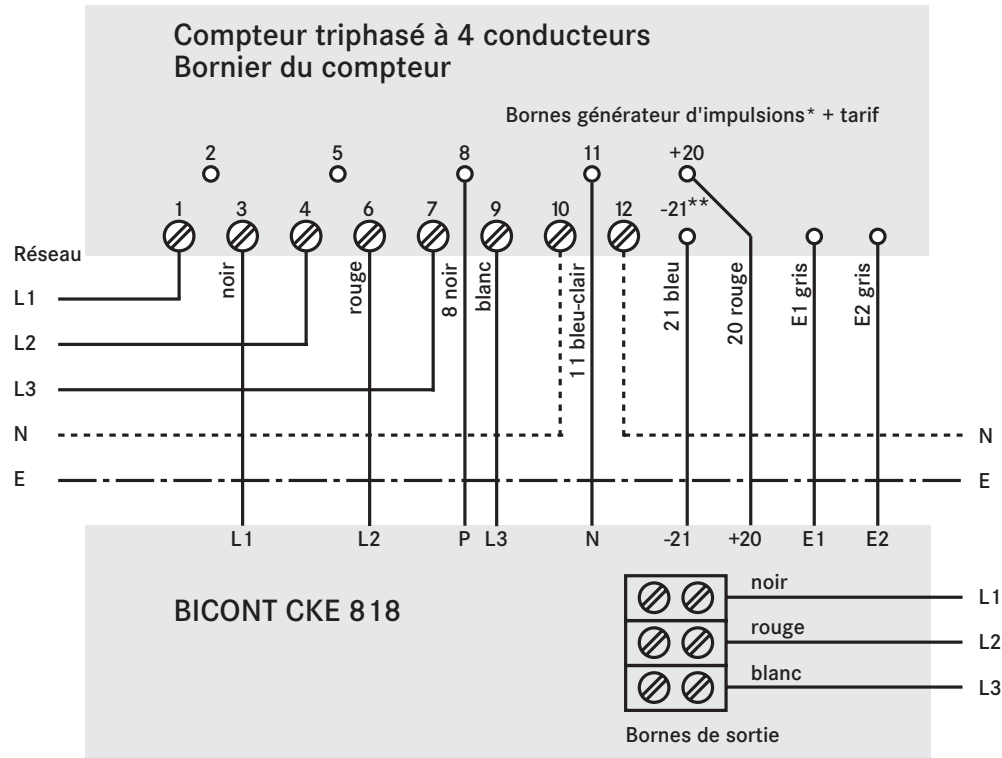 Compteur triphasé à 4 conducteurs
Bornier du compteur
Bornes générateur d'impulsions* + tarif
2 5 8 11 +20
1 3 4 6 7 9 10 12 -21**
Réseau
noir rouge 8 noir blanc 11 bleu-clair 21 bleu 20 rouge E1 gris E2 gris
L1
L2
L3
N N
E E
L1 L2 P L3 N -21 +20 E1 E2
BICONT CKE 818
noir L1
rouge L2
blanc L3
Bornes de sortie